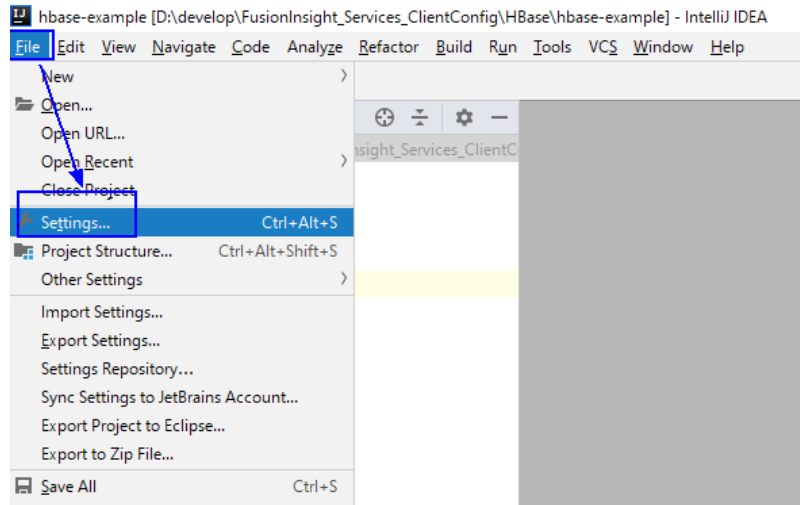 IJ hbase-example [D:\develop\FusionInsight_Services_ClientConfig\HBase\hbase-example] - IntelliJ IDEA
File Edit View Navigate Code Analyze Refactor Build Run Tools VCS Window Help
New
Open...
Open URL...
nsight_Services_ClientC
Open Recent
Close Project
Settings... Ctrl+Alt+S
Project Structure... Ctrl+Alt+Shift+S
Other Settings
Import Settings...
Export Settings...
Settings Repository...
Sync Settings to JetBrains Account...
Export Project to Eclipse...
Export to Zip File...
Save All Ctrl+S